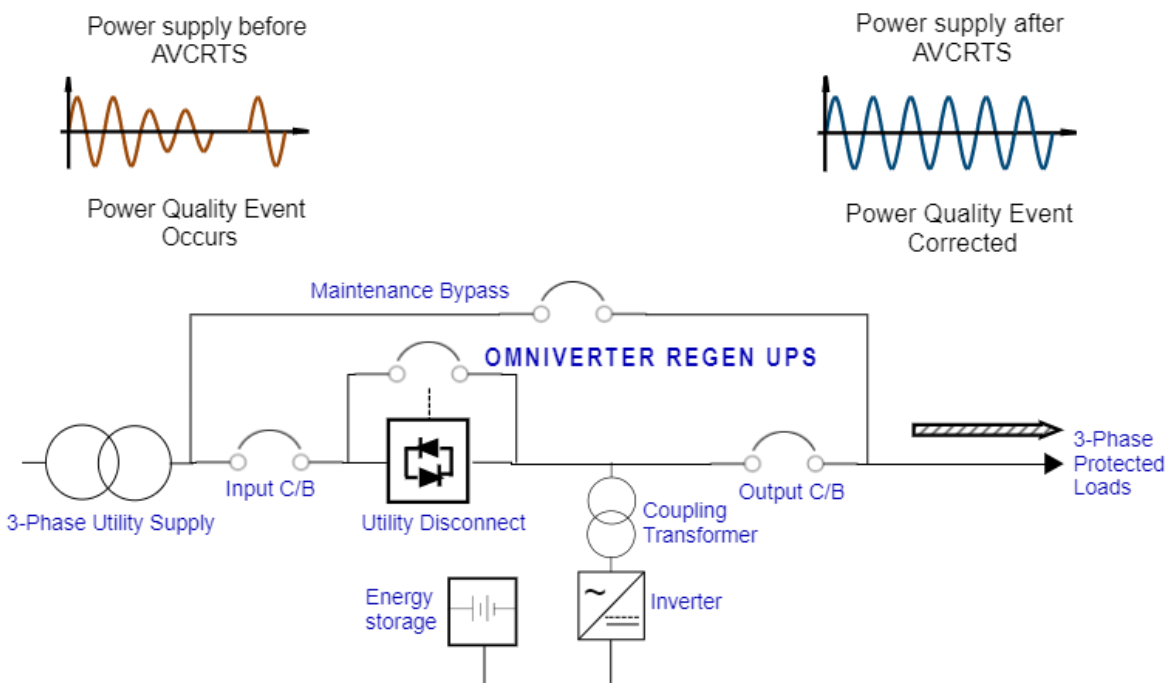 Power supply before
AVCRTS
Power supply after
AVCRTS
Power Quality Event
Occurs
Power Quality Event
Corrected
Maintenance Bypass
OMNIVERTER REGEN UPS
3-Phase
Protected
Loads
Input C/B
Output C/B
3-Phase Utility Supply
Utility Disconnect
Coupling
Transformer
Energy
storage
Inverter